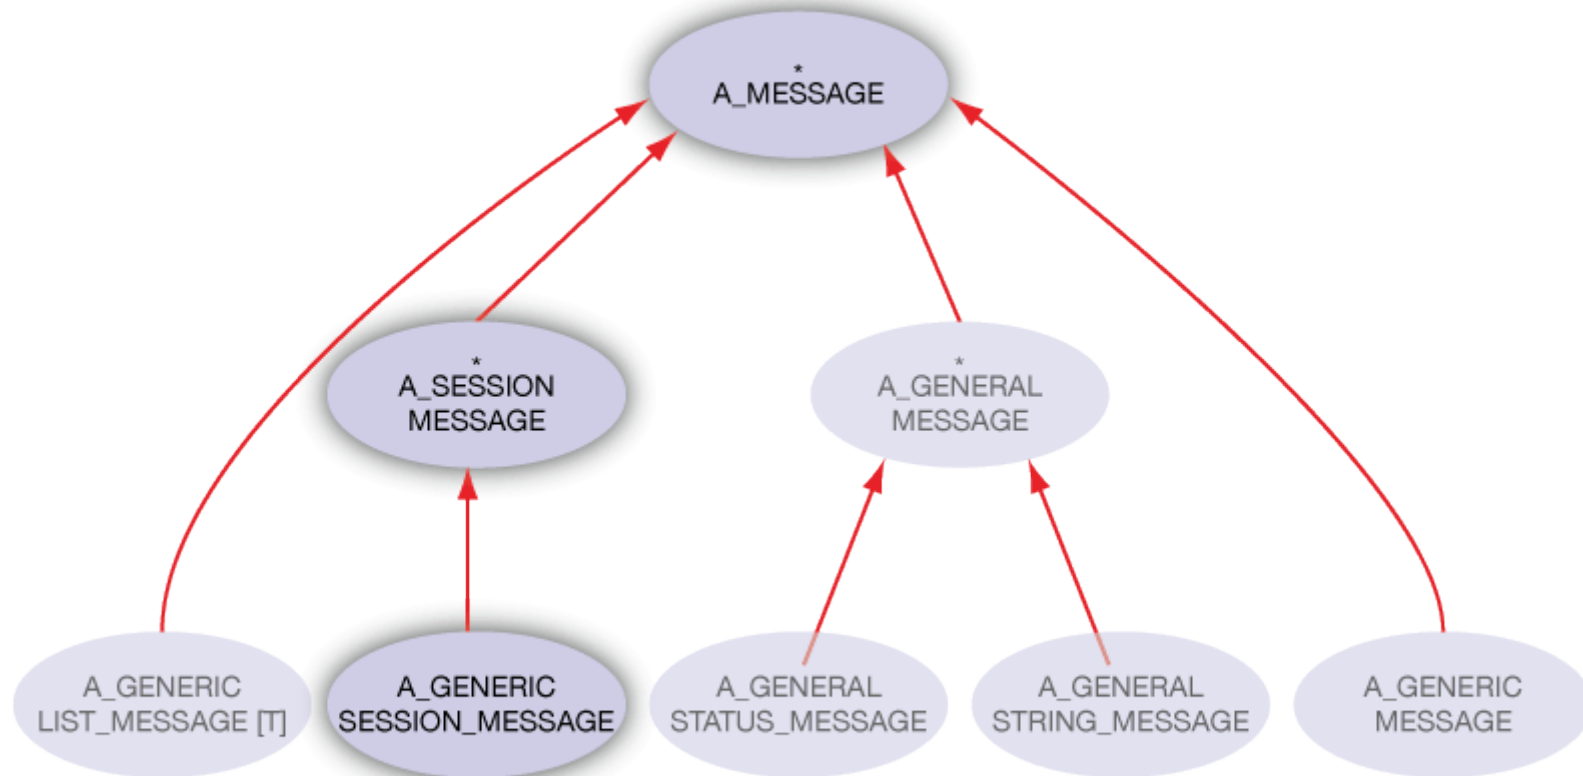 *
A_MESSAGE
*
A_SESSION
MESSAGE
*
A_GENERAL
MESSAGE
A_GENERIC
LIST_MESSAGE [T]
A_GENERIC
SESSION_MESSAGE
A_GENERAL
STATUS_MESSAGE
A_GENERAL
STRING_MESSAGE
A_GENERIC
MESSAGE